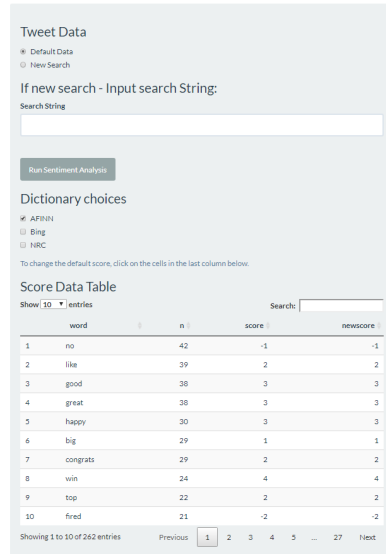 Tweet Data
Default Data
New Search
If new search - Input search String:
Search String
Run Sentiment Analysis
Dictionary choices
AFINN
Bing
NRC
To change the default score, click on the cells in the last column below.
Score Data Table
Show 10 entries Search:
word n score newscore
1 no 42 -1 -1
2 like 39 2 2
3 good 38 3 3
4 great 38 3 3
5 happy 30 3 3
6 big 29 1 1
7 congrats 29 2 2
8 win 24 4 4
9 top 22 2 2
10 fired 21 -2 -2
Showing 1 to 10 of 262 entries Previous 1 2 3 4 5 ... 27 Next